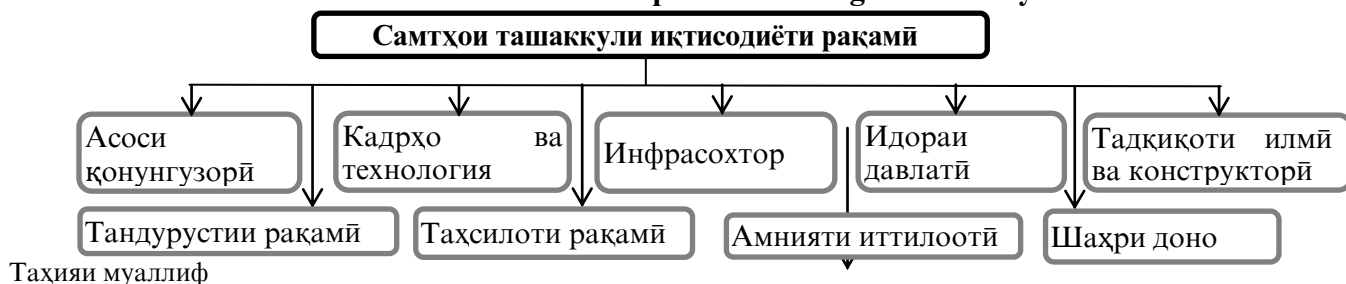 Самтҳои ташаккули иқтисодиёти рақамӣ
Асоси
қонунгузорӣ
Кадрҳо ва
технология
Инфрасохтор
Идораи
давлатӣ
Тадқиқоти илмӣ
ва конструкторӣ
Тандурустии рақамӣ
Таҳсилоти рақамӣ
Амнияти иттилоотӣ
Шаҳри доно
Таҳияи муаллиф